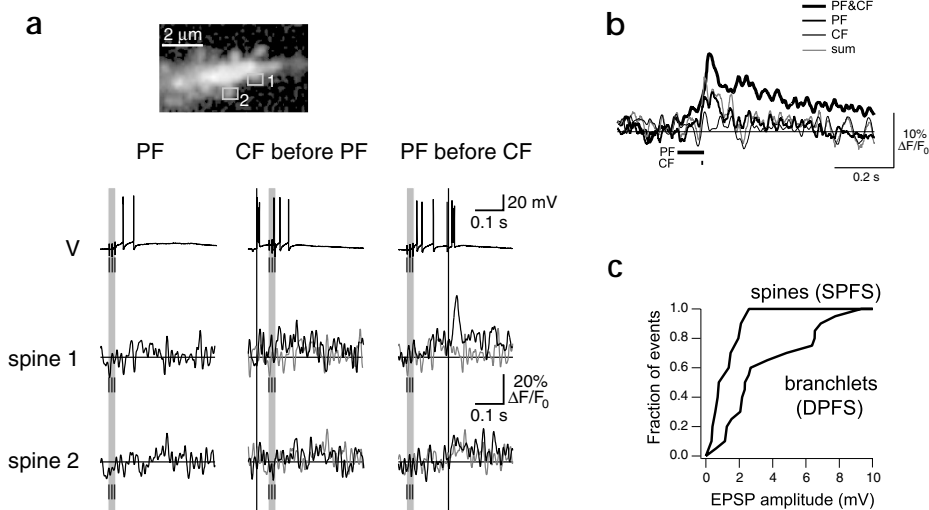 a
2 µm
1
2
PF
CF before PF
PF before CF
V
20 mV
0.1 s
spine 1
20%
ΔF/F0
0.1 s
spine 2
b
PF&CF
PF
CF
sum
PF
CF
10%
ΔF/F0
0.2 s
c
spines (SPFS)
branchlets
(DPFS)
Fraction of events
1.0
0.8
0.6
0.4
0.2
0.0
0 2 4 6 8 10
EPSP amplitude (mV)